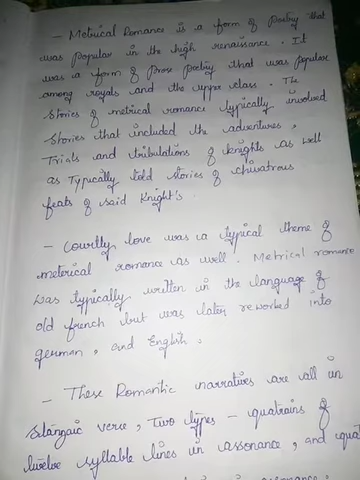 - Metrical Romance is a form of Poetry that
was Popular in the high renaissance. It
was a form of Prose Poetry that was popular
among royals and the upper class. The
stories of metrical romance typically involved
stories that included the adventures,
Trials and tribulations of knights as well
as Typically told stories of chivatrous
feats of said Knight's.
- Courtly love was a typical theme of
meterical romance as well. Metrical romance
was typically written in the language of
old french but was later reworked into
german, and English.
- These Romantic narratives are all in
Stangaic verse, Two types - quatrains of
twelve syllable lines in assonance, and quat